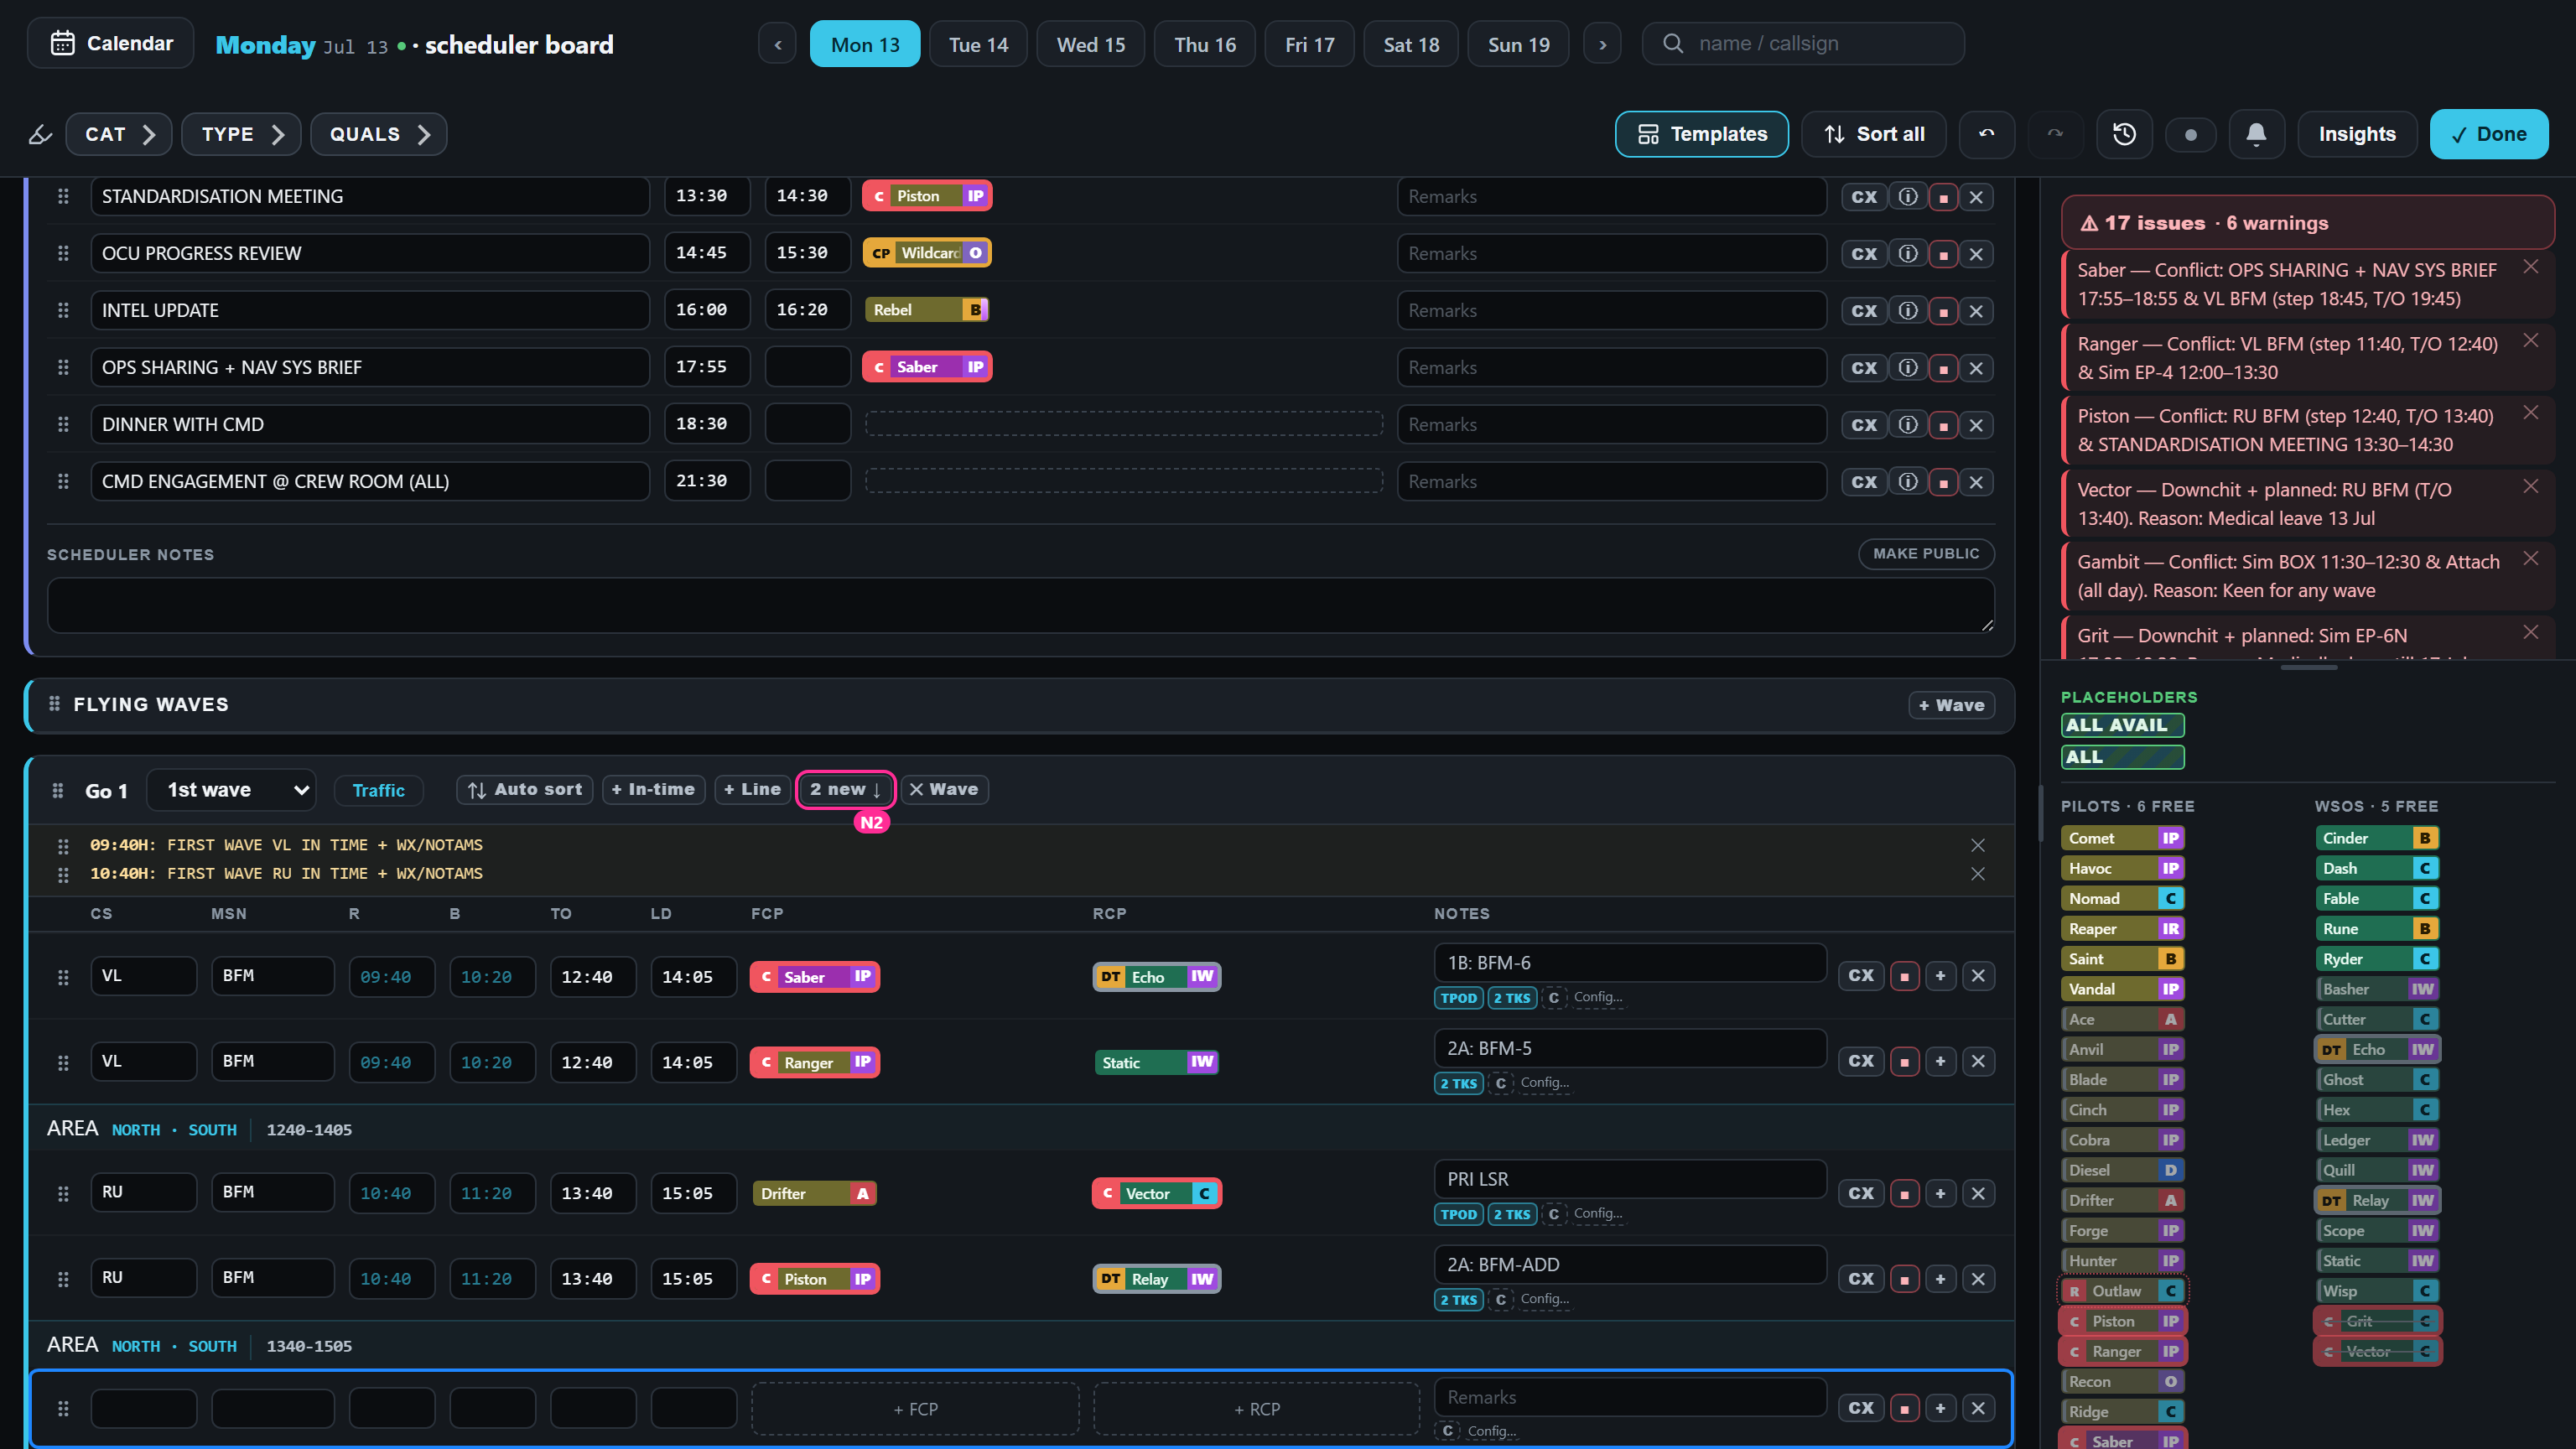 Calendar
Monday Jul 13 · scheduler board
Mon 13
Tue 14
Wed 15
Thu 16
Fri 17
Sat 18
Sun 19
name / callsign
CAT
TYPE
QUALS
Templates
Sort all
Insights
✓ Done
STANDARDISATION MEETING 13:30 14:30 C Piston IP Remarks CX
OCU PROGRESS REVIEW 14:45 15:30 CP Wildcard O Remarks CX
INTEL UPDATE 16:00 16:20 Rebel B Remarks CX
OPS SHARING + NAV SYS BRIEF 17:55 C Saber IP Remarks CX
DINNER WITH CMD 18:30 Remarks CX
CMD ENGAGEMENT @ CREW ROOM (ALL) 21:30 Remarks CX
SCHEDULER NOTES
MAKE PUBLIC
FLYING WAVES
+ Wave
Go 1 1st wave Traffic Auto sort + In-time + Line 2 new ↓ ✕ Wave
N2
09:40H: FIRST WAVE VL IN TIME + WX/NOTAMS
10:40H: FIRST WAVE RU IN TIME + WX/NOTAMS
CS MSN R B TO LD FCP RCP NOTES
VL BFM 09:40 10:20 12:40 14:05 C Saber IP DT Echo IW 1B: BFM-6 CX
TPOD 2 TKS C Config...
VL BFM 09:40 10:20 12:40 14:05 C Ranger IP Static IW 2A: BFM-5 CX
2 TKS C Config...
AREA NORTH · SOUTH 1240-1405
RU BFM 10:40 11:20 13:40 15:05 Drifter A C Vector C PRI LSR CX
TPOD 2 TKS C Config...
RU BFM 10:40 11:20 13:40 15:05 C Piston IP DT Relay IW 2A: BFM-ADD CX
2 TKS C Config...
AREA NORTH · SOUTH 1340-1505
+ FCP + RCP Remarks CX
C Config...
⚠ 17 issues · 6 warnings
Saber — Conflict: OPS SHARING + NAV SYS BRIEF
17:55–18:55 & VL BFM (step 18:45, T/O 19:45)
Ranger — Conflict: VL BFM (step 11:40, T/O 12:40)
& Sim EP-4 12:00–13:30
Piston — Conflict: RU BFM (step 12:40, T/O 13:40)
& STANDARDISATION MEETING 13:30–14:30
Vector — Downchit + planned: RU BFM (T/O
13:40). Reason: Medical leave 13 Jul
Gambit — Conflict: Sim BOX 11:30–12:30 & Attach
(all day). Reason: Keen for any wave
Grit — Downchit + planned: Sim EP-6N
PLACEHOLDERS
ALL AVAIL
ALL
PILOTS · 6 FREE
Comet IP
Havoc IP
Nomad C
Reaper IR
Saint B
Vandal IP
Ace A
Anvil IP
Blade IP
Cinch IP
Cobra IP
Diesel D
Drifter A
Forge IP
Hunter IP
R Outlaw C
C Piston IP
C Ranger IP
Recon O
Ridge C
C Saber IP
WSOS · 5 FREE
Cinder B
Dash C
Fable C
Rune B
Ryder C
Basher IW
Cutter C
DT Echo IW
Ghost C
Hex C
Ledger IW
Quill IW
DT Relay IW
Scope IW
Static IW
Wisp C
C Grit C
C Vector C